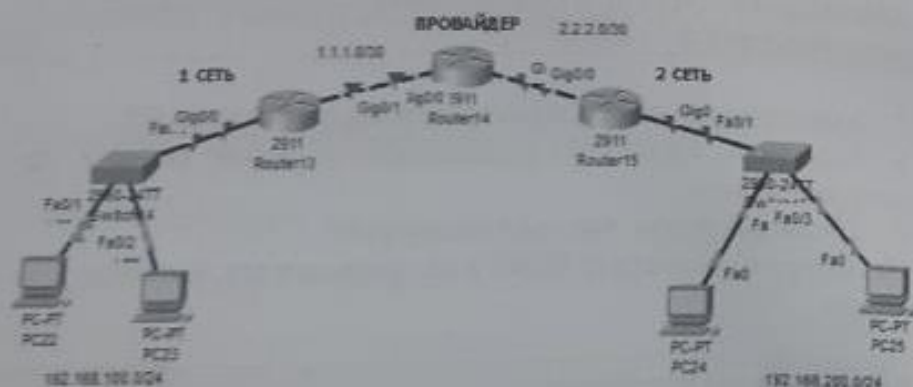 ПРОВАЙДЕР
1.1.1.0/30
2.2.2.0/30
1 СЕТЬ
2 СЕТЬ
Gig0/0
Gig0/1
Gig0/0
2911
Router14
Gig0/0
2911
Router13
2911
Router15
Gig0
Fa0/1
Fa0/1
Fa0/2
Fa
Fa0/3
Fa0
Fa0
PC-PT
PC22
PC-PT
PC23
PC-PT
PC24
PC-PT
PC25
192.168.100.0/24
192.168.200.0/24